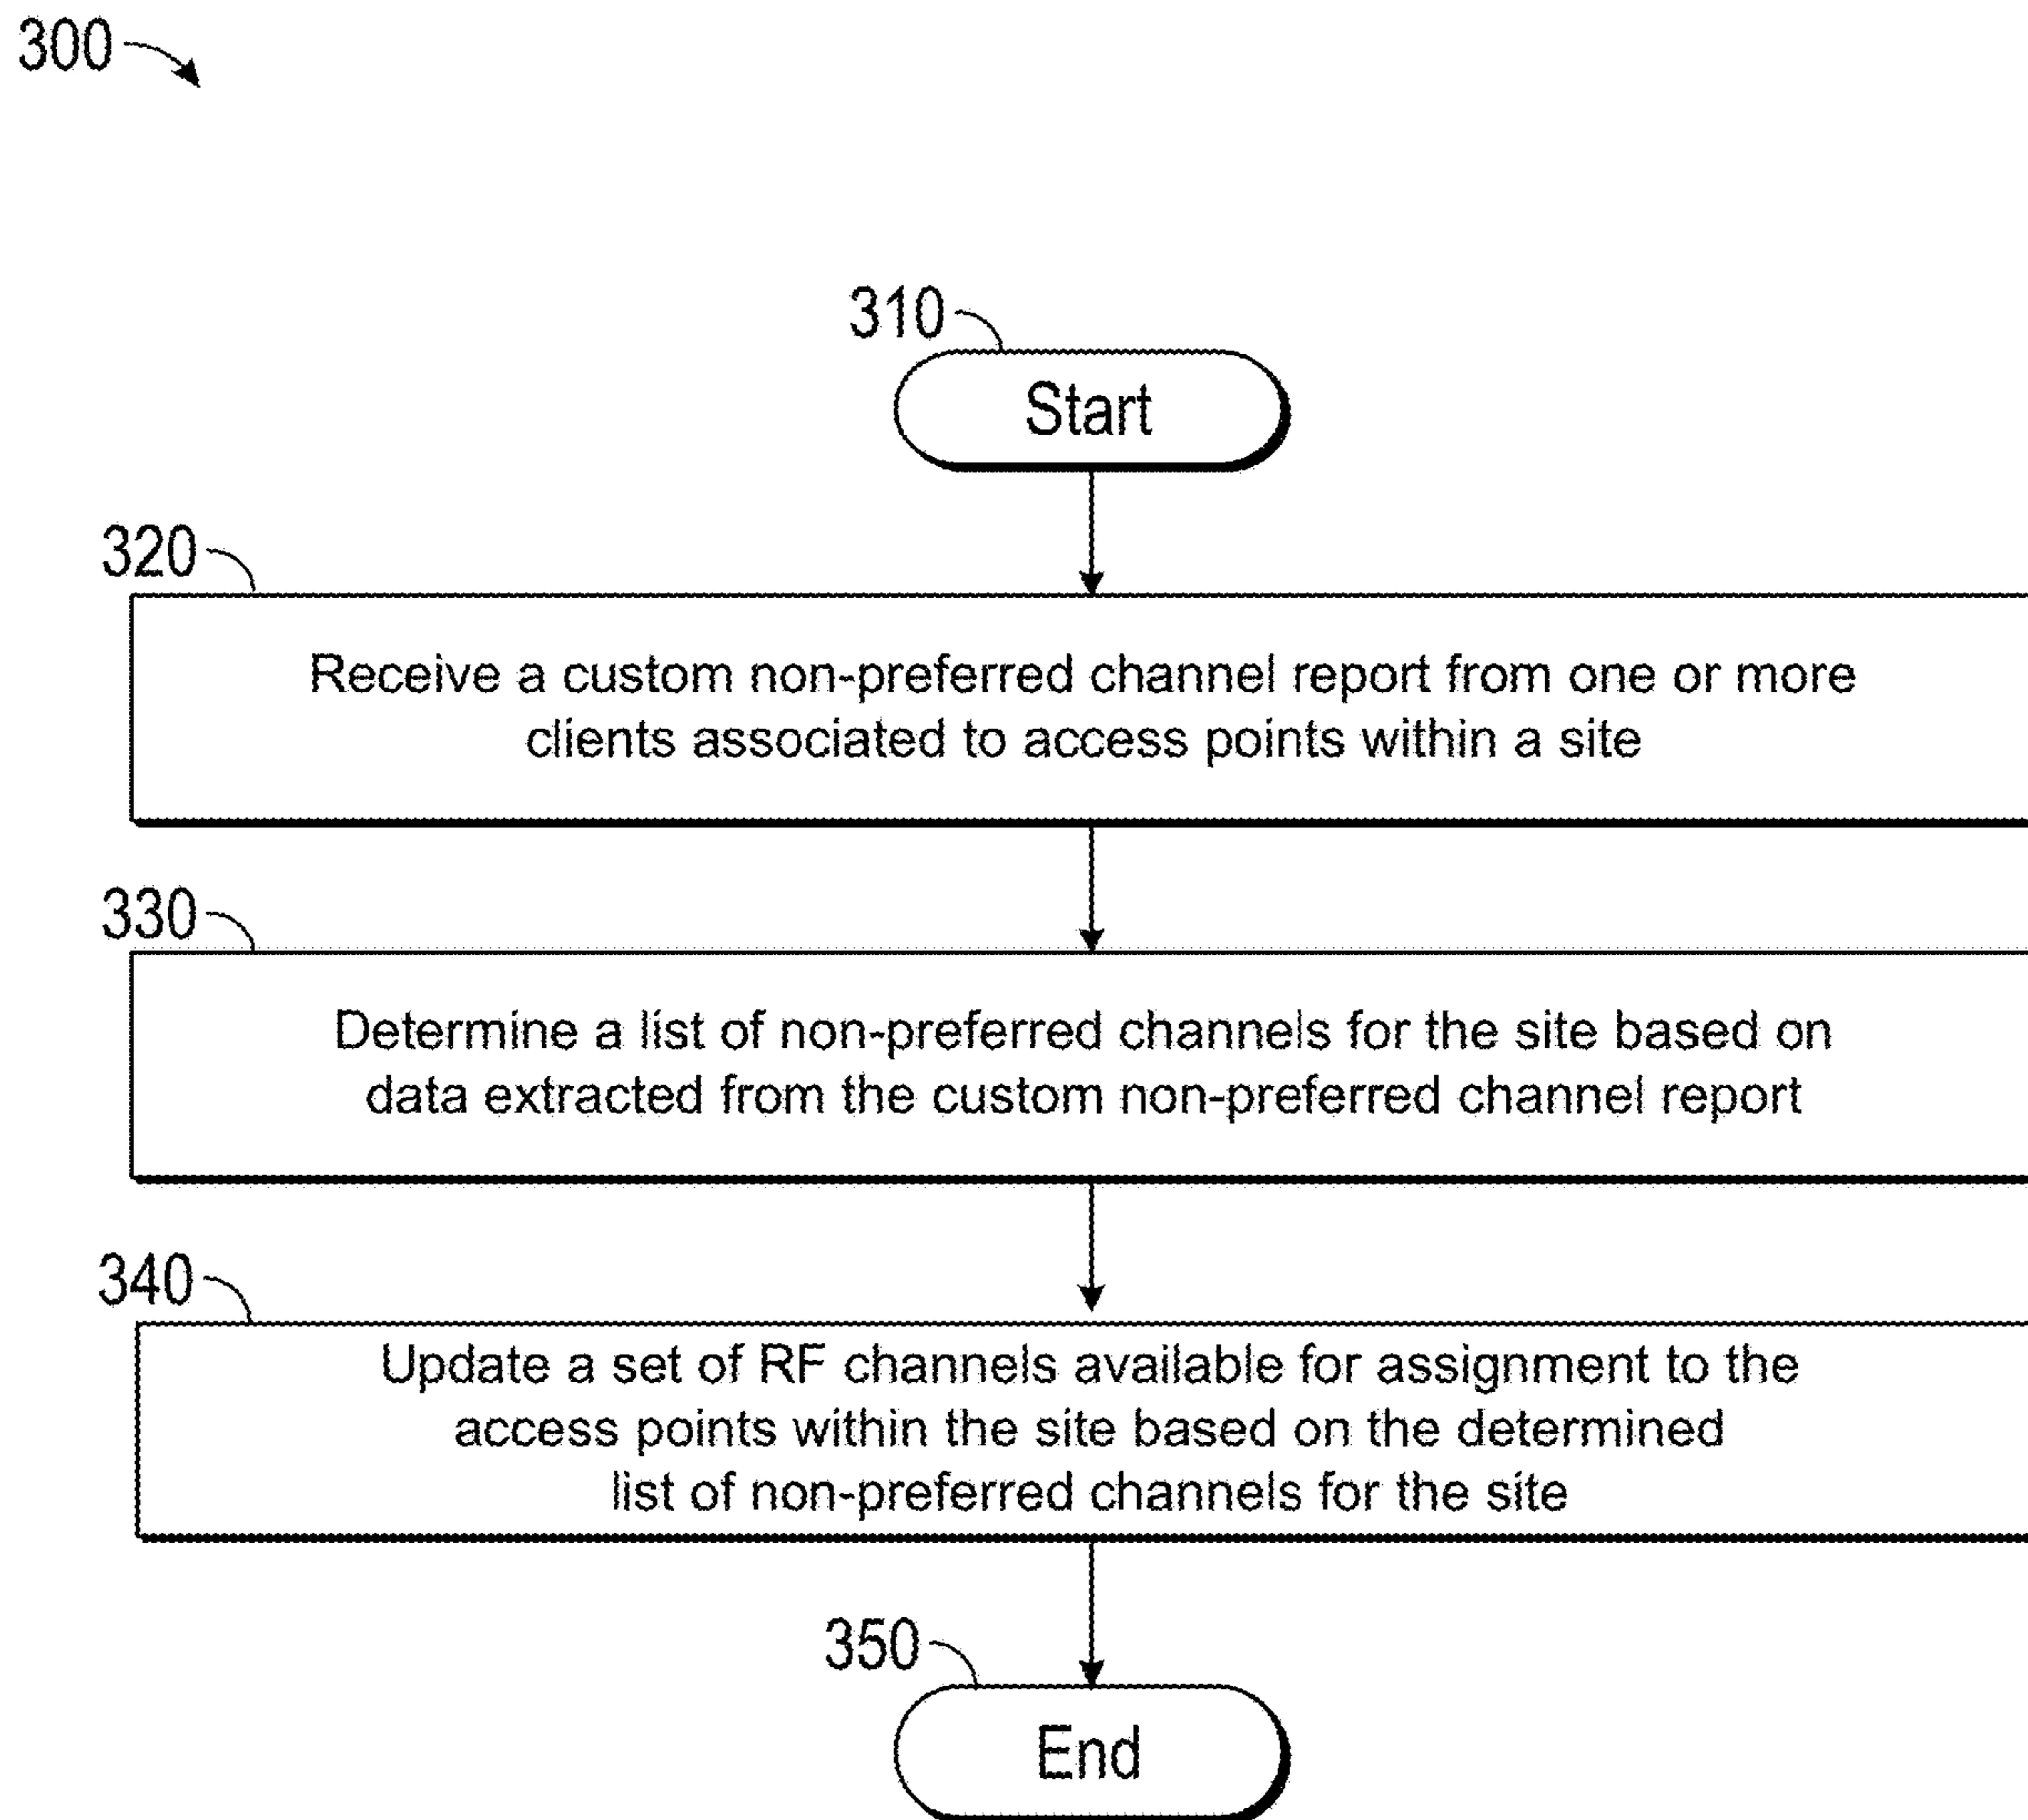 300
310
Start
320
Receive a custom non-preferred channel report from one or more
clients associated to access points within a site
330
Determine a list of non-preferred channels for the site based on
data extracted from the custom non-preferred channel report
340
Update a set of RF channels available for assignment to the
access points within the site based on the determined
list of non-preferred channels for the site
350
End